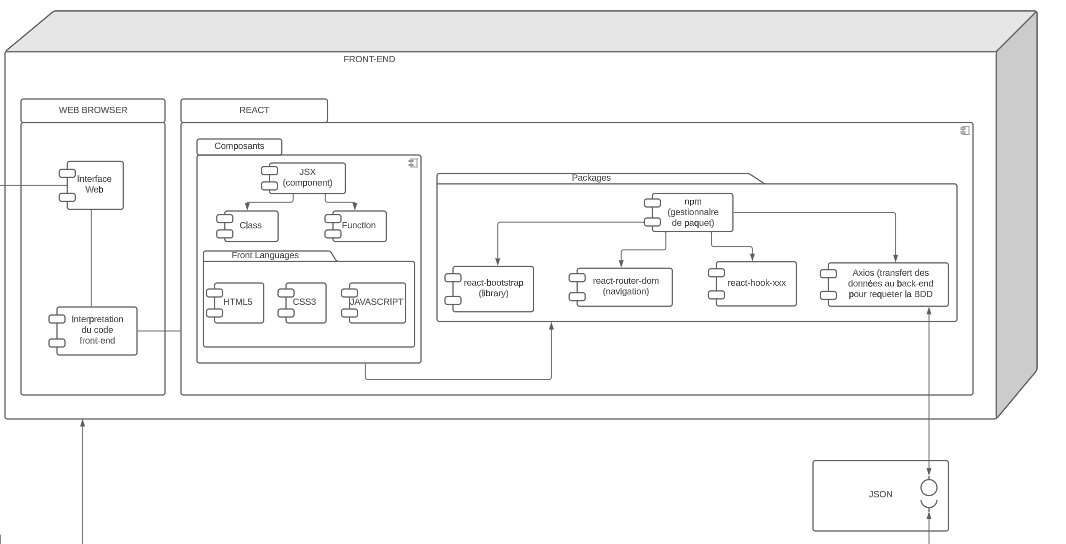 FRONT-END
WEB BROWSER
REACT
Interface
Web
Interpretation
du code
front-end
Composants
JSX
(component)
Class
Function
Front Languages
HTML5
CSS3
JAVASCRIPT
Packages
npm
(gestionnaire
de paquet)
react-bootstrap
(library)
react-router-dom
(navigation)
react-hook-xxx
Axios (transfert des
données au back-end
pour requeter la BDD
JSON